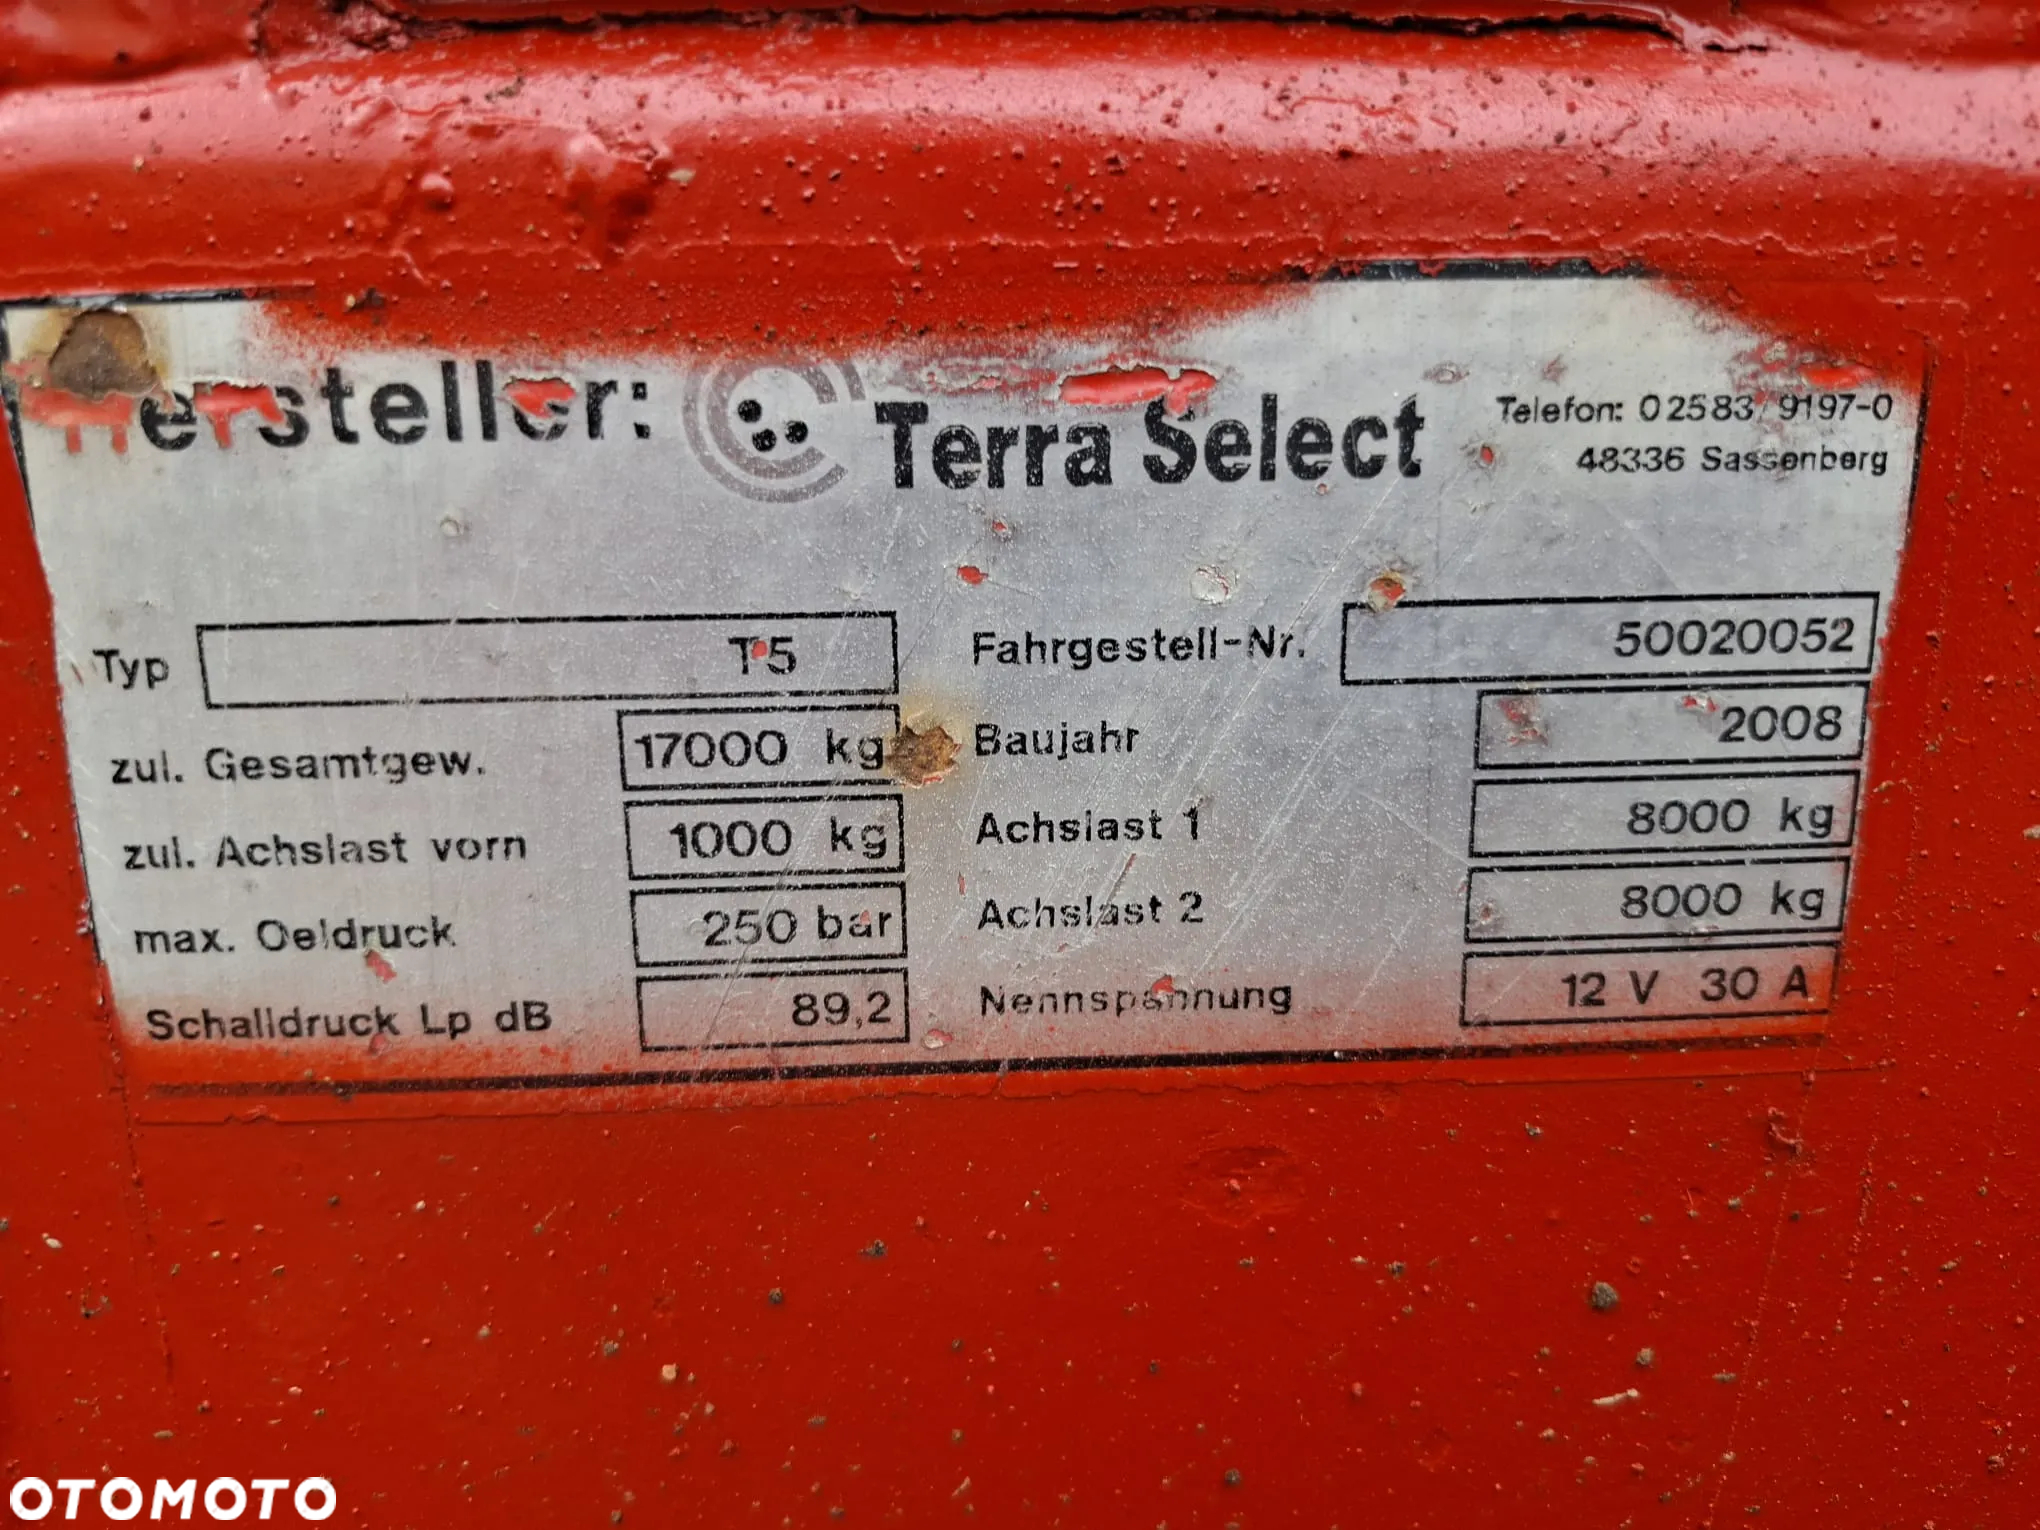 Hersteller: Terra Select
Telefon: 02583/9197-0
48336 Sassenberg
Typ T5
Fahrgestell-Nr. 50020052
zul. Gesamtgew. 17000 kg
Baujahr 2008
zul. Achslast vorn 1000 kg
Achslast 1 8000 kg
max. Oeldruck 250 bar
Achslast 2 8000 kg
Schalldruck Lp dB 89,2
Nennspannung 12 V 30 A
OTOMOTO